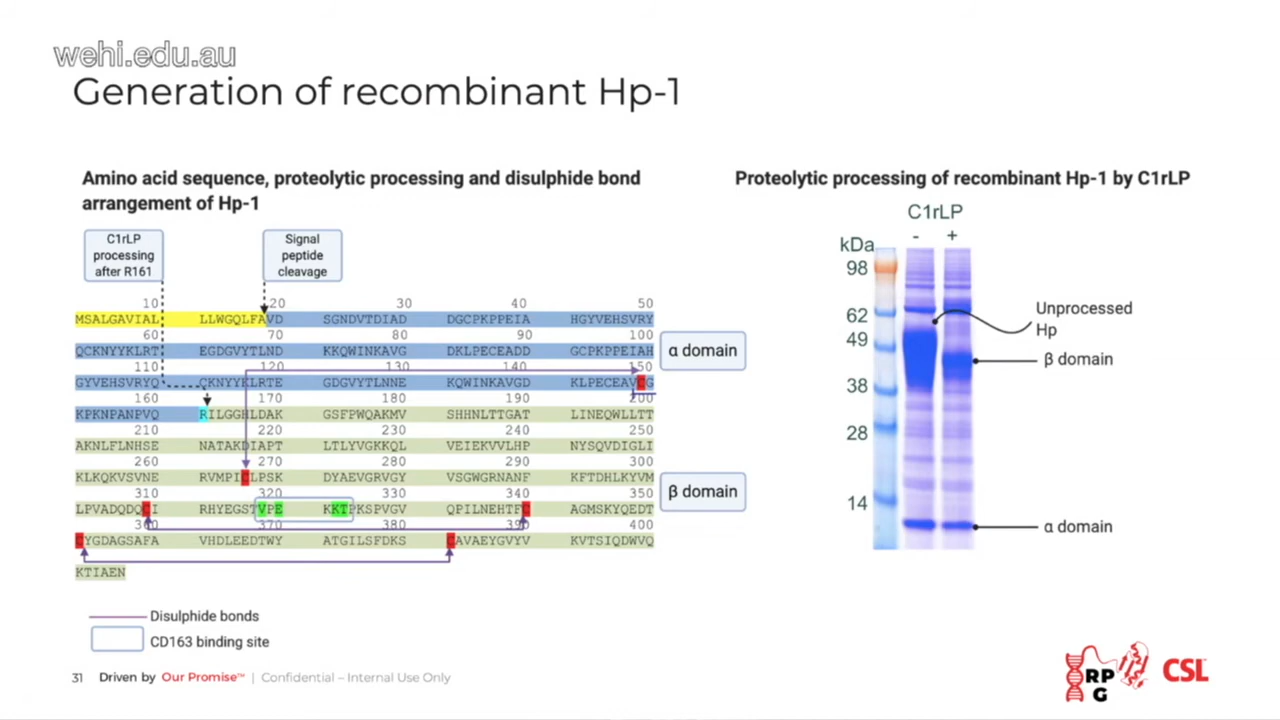 wehi.edu.au
Generation of recombinant Hp-1
Amino acid sequence, proteolytic processing and disulphide bond
arrangement of Hp-1
C1rLP
processing
after R161
Signal
peptide
cleavage
10 20 30 40 50
MSALGAVIAL LLWGQLFAVD SGNDVTDIAD DGCPKPPEIA HGYVEHSVRY
60 70 80 90 100
QCKNYYKLRT EGDGVYTLND KKQWINKAVG DKLPECEADD GCPKPPEIAH
110 120 130 140 150
GYVEHSVRYQ CKNYYKLRTE GDGVYTLNNE KQWINKAVGD KLPECEAVCG
160 170 180 190 200
KPKNPANPVQ RILGGHLDAK GSFPWQAKMV SHHNLTTGAT LINEQWLLTT
210 220 230 240 250
AKNLFLNHSE NATAKDIAPT LTLYVGKKQL VEIEKVVLHP NYSQVDIGLI
260 270 280 290 300
KLKQKVSVNE RVMPICLPSK DYAEVGRVGY VSGWGRNANF KFTDHLKYVM
310 320 330 340 350
LPVADQDQCI RHYEGSTVPE KKTPKSPVGV QPILNEHTFC AGMSKYQEDT
360 370 380 390 400
CYGDAGSAFA VHDLEEDTWY ATGILSFDKS CAVAEYGVYV KVTSIQDWVQ
KTIAEN
α domain
β domain
Disulphide bonds
CD163 binding site
Proteolytic processing of recombinant Hp-1 by C1rLP
C1rLP
- +
kDa
98
62
49
38
28
14
Unprocessed
Hp
β domain
α domain
31 Driven by Our Promise™ | Confidential – Internal Use Only
RP
G
CSL